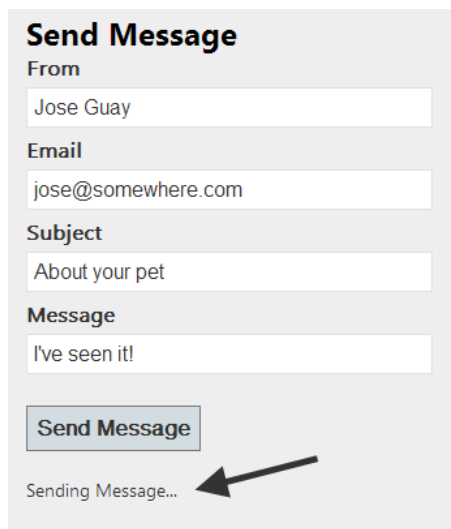 Send Message
From
Jose Guay
Email
jose@somewhere.com
Subject
About your pet
Message
I've seen it!
Send Message
Sending Message...